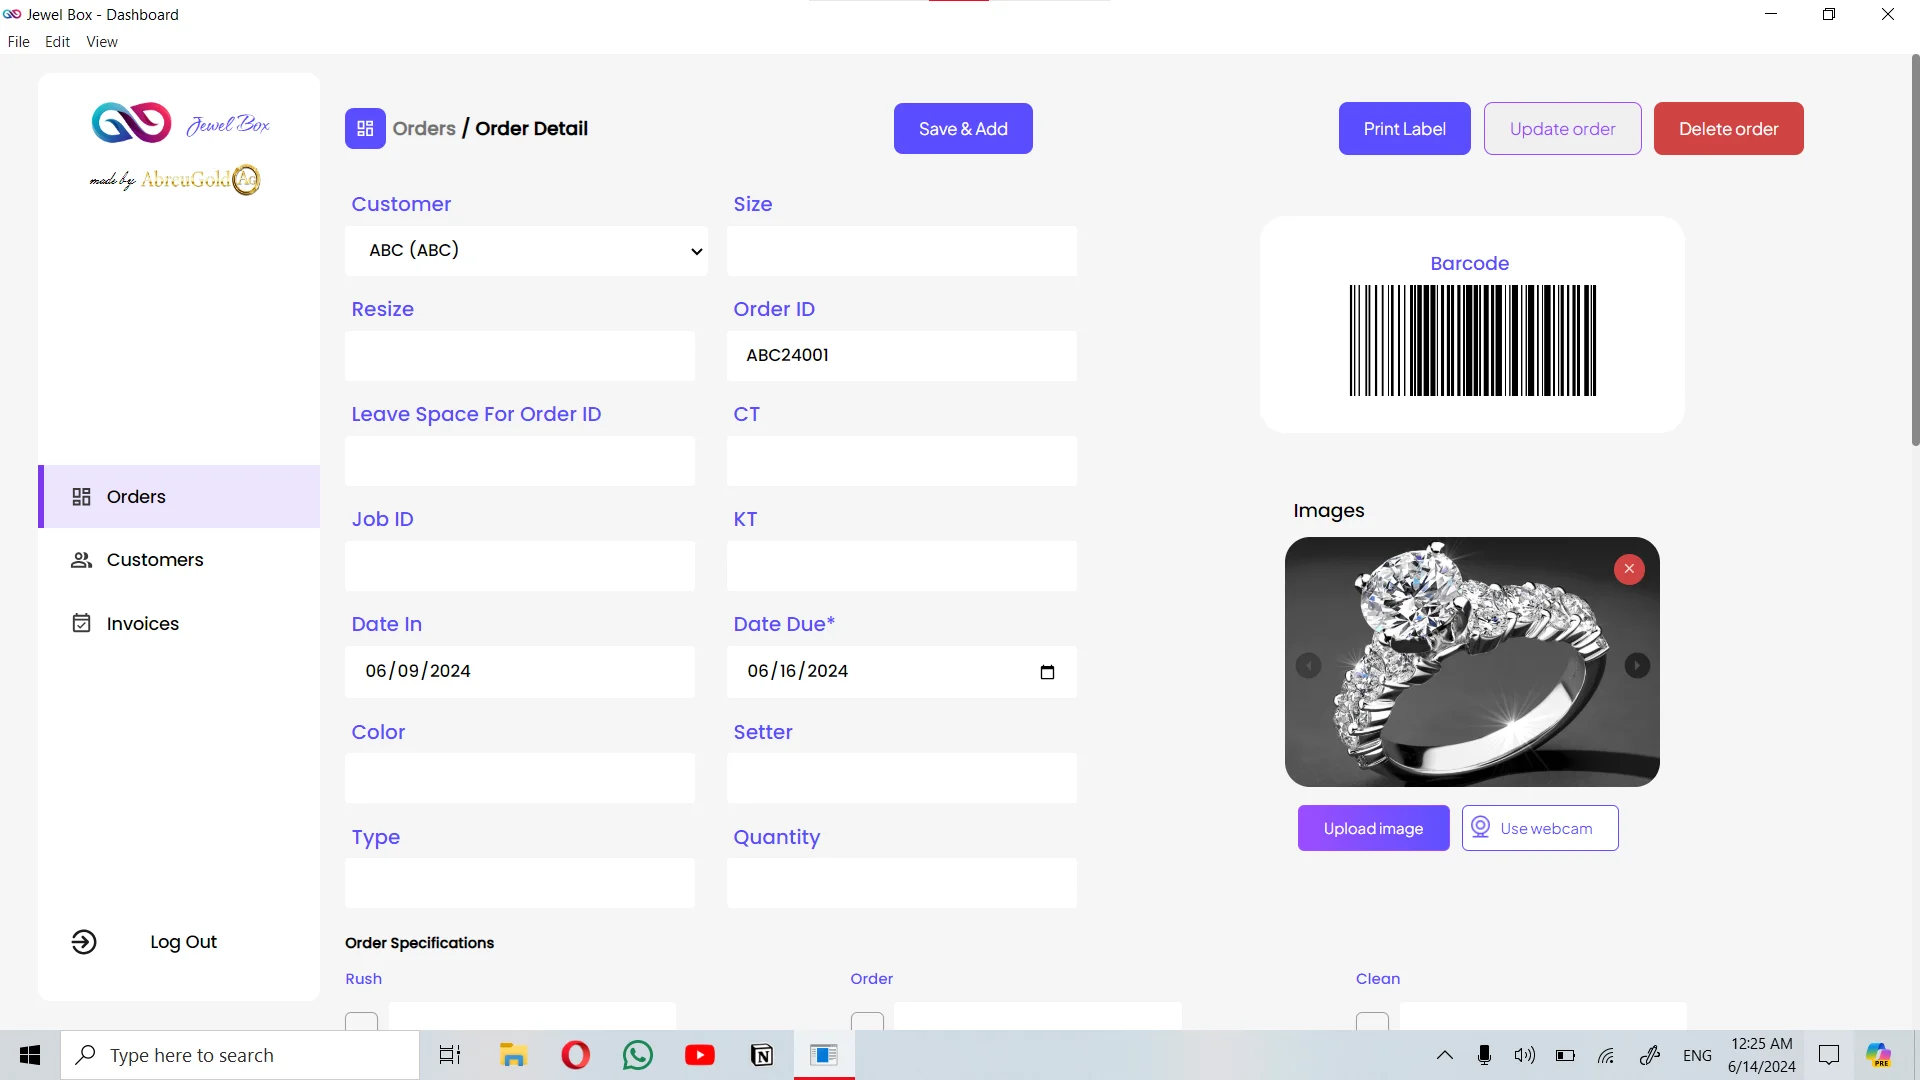 Jewel Box - Dashboard
File Edit View
Jewel Box
made by AbreuGold AG
Orders
Customers
Invoices
Log Out
Orders / Order Detail
Save & Add
Print Label
Update order
Delete order
Customer
Size
ABC (ABC)
Resize
Order ID
ABC24001
Leave Space For Order ID
CT
Job ID
KT
Date In
Date Due*
06/09/2024
06/16/2024
Color
Setter
Type
Quantity
Order Specifications
Rush
Order
Clean
Barcode
Images
Upload image
Use webcam
Type here to search
ENG
12:25 AM
6/14/2024
PRE